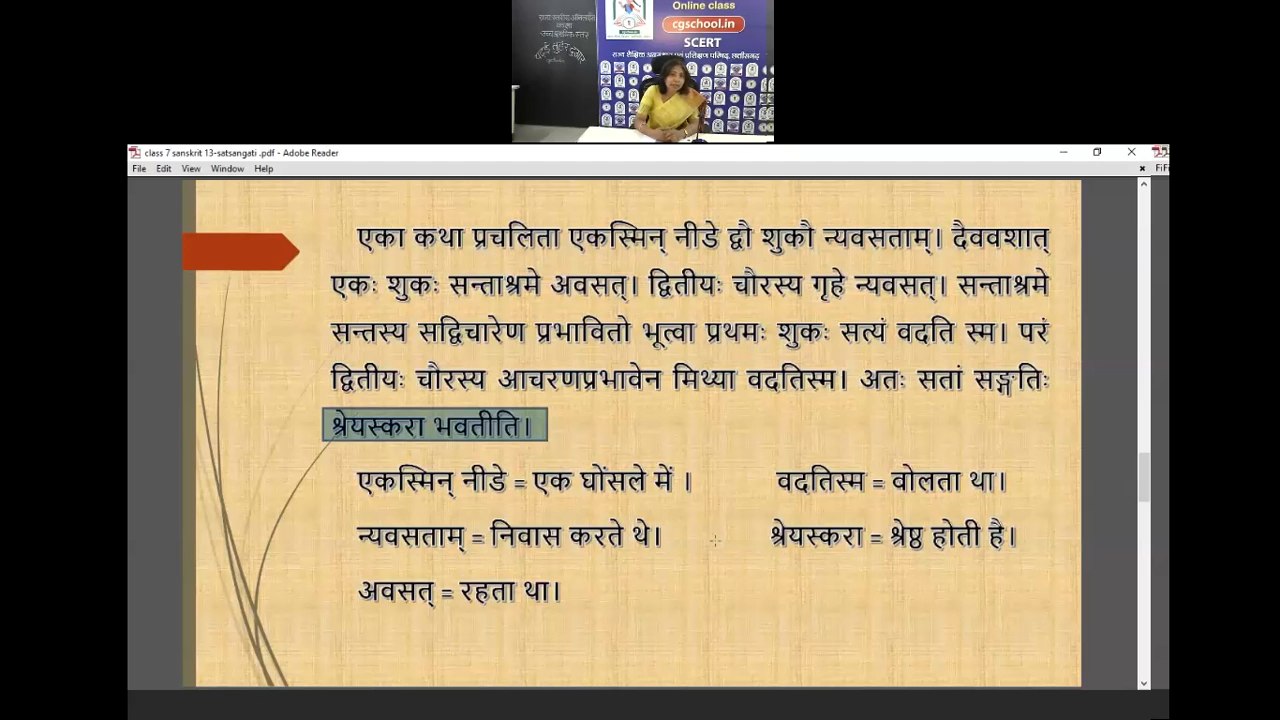 Online class
cgschool.in
SCERT
class 7 sanskrit 13-satsangati .pdf - Adobe Reader
File Edit View Window Help
एका कथा प्रचलिता एकस्मिन् नीडे द्वौ शुकौ न्यवसताम्। दैववशात्
एकः शुकः सन्ताश्रमे अवसत्। द्वितीयः चौरस्य गृहे न्यवसत्। सन्ताश्रमे
सन्तस्य सद्विचारेण प्रभावितो भूत्वा प्रथमः शुकः सत्यं वदति स्म। परं
द्वितीयः चौरस्य आचरणप्रभावेन मिथ्या वदतिस्म। अतः सतां सङ्गतिः
श्रेयस्करा भवतीति।
एकस्मिन् नीडे = एक घोंसले में । वदतिस्म = वोलता था।
न्यवसताम् = निवास करते थे। श्रेयस्करा = श्रेष्ठ होती है।
अवसत् = रहता था।